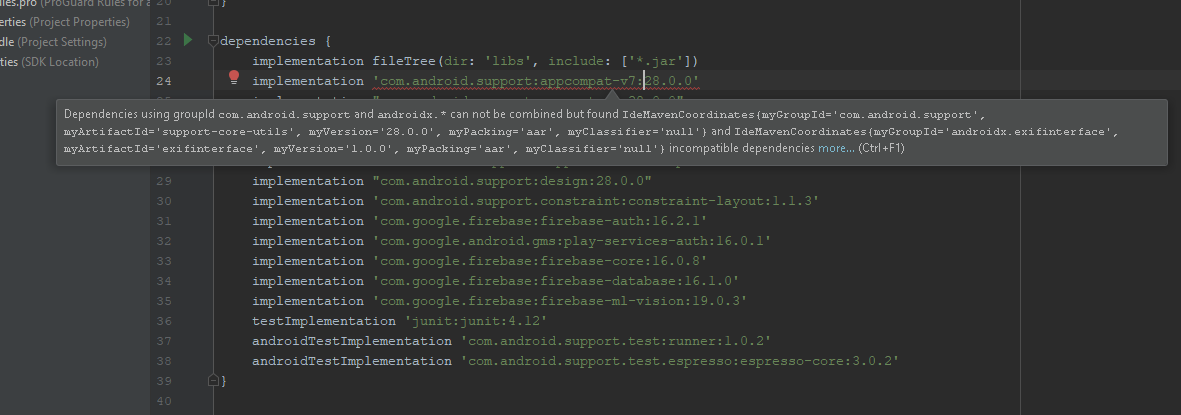 les.pro (ProGuard Rules for a
20 }
erties (Project Properties)
21
dle (Project Settings)
22 dependencies {
ties (SDK Location)
23 implementation fileTree(dir: 'libs', include: ['*.jar'])
24 implementation 'com.android.support:appcompat-v7:28.0.0'
Dependencies using groupId com.android.support and androidx.* can not be combined but found IdeMavenCoordinates{myGroupId='com.android.support',
myArtifactId='support-core-utils', myVersion='28.0.0', myPacking='aar', myClassifier='null'} and IdeMavenCoordinates{myGroupId='androidx.exifinterface',
myArtifactId='exifinterface', myVersion='1.0.0', myPacking='aar', myClassifier='null'} incompatible dependencies more... (Ctrl+F1)
29 implementation "com.android.support:design:28.0.0"
30 implementation 'com.android.support.constraint:constraint-layout:1.1.3'
31 implementation 'com.google.firebase:firebase-auth:16.2.1'
32 implementation 'com.google.android.gms:play-services-auth:16.0.1'
33 implementation 'com.google.firebase:firebase-core:16.0.8'
34 implementation 'com.google.firebase:firebase-database:16.1.0'
35 implementation 'com.google.firebase:firebase-ml-vision:19.0.3'
36 testImplementation 'junit:junit:4.12'
37 androidTestImplementation 'com.android.support.test:runner:1.0.2'
38 androidTestImplementation 'com.android.support.test.espresso:espresso-core:3.0.2'
39 }
40